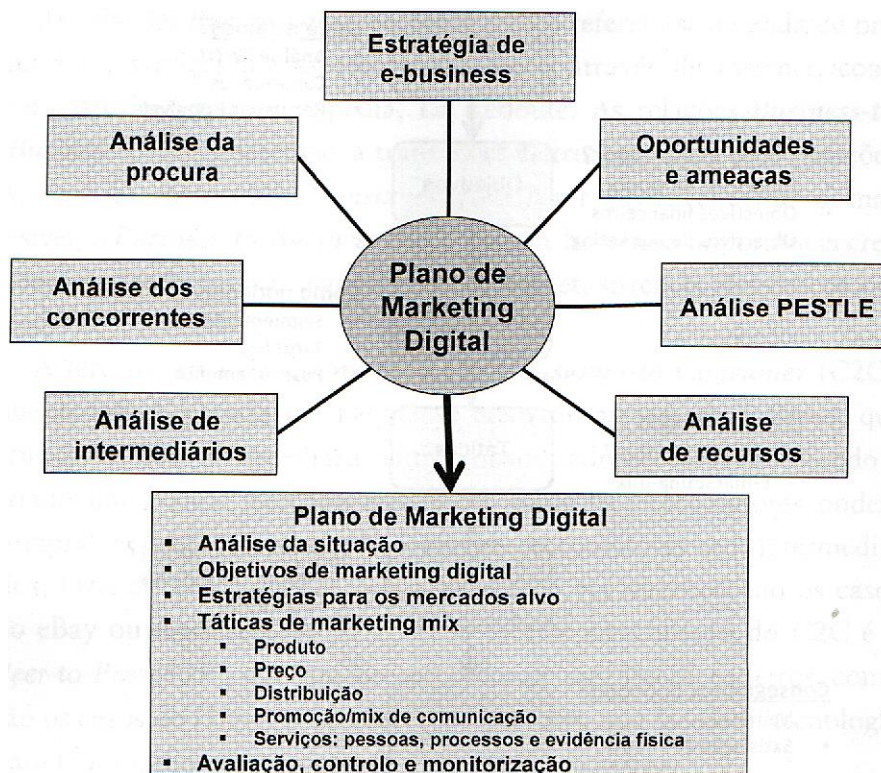 Estratégia de
e-business
Análise da
procura
Oportunidades
e ameaças
Análise dos
concorrentes
Plano de
Marketing
Digital
Análise PESTLE
Análise de
intermediários
Análise
de recursos
Plano de Marketing Digital
▪ Análise da situação
▪ Objetivos de marketing digital
▪ Estratégias para os mercados alvo
▪ Táticas de marketing mix
▪ Produto
▪ Preço
▪ Distribuição
▪ Promoção/mix de comunicação
▪ Serviços: pessoas, processos e evidência física
▪ Avaliação, controlo e monitorização